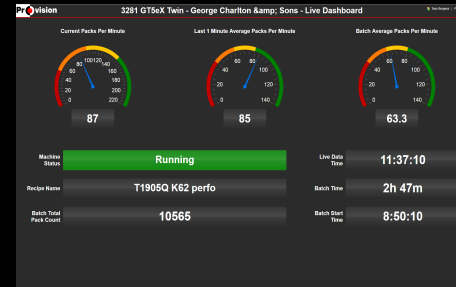 Provision
3281 GT5eX Twin - George Charlton &amp; Sons - Live Dashboard
Current Packs Per Minute
Last 1 Minute Average Packs Per Minute
Batch Average Packs Per Minute
0 20 40 60 80 100 120 140 160 180 200 220
0 20 40 60 80 100 120 140
0 20 40 60 80 100 120 140
87
85
63.3
Machine Status
Running
Live Data Time
11:37:10
Recipe Name
T1905Q K62 perfo
Batch Time
2h 47m
Batch Total Pack Count
10565
Batch Start Time
8:50:10